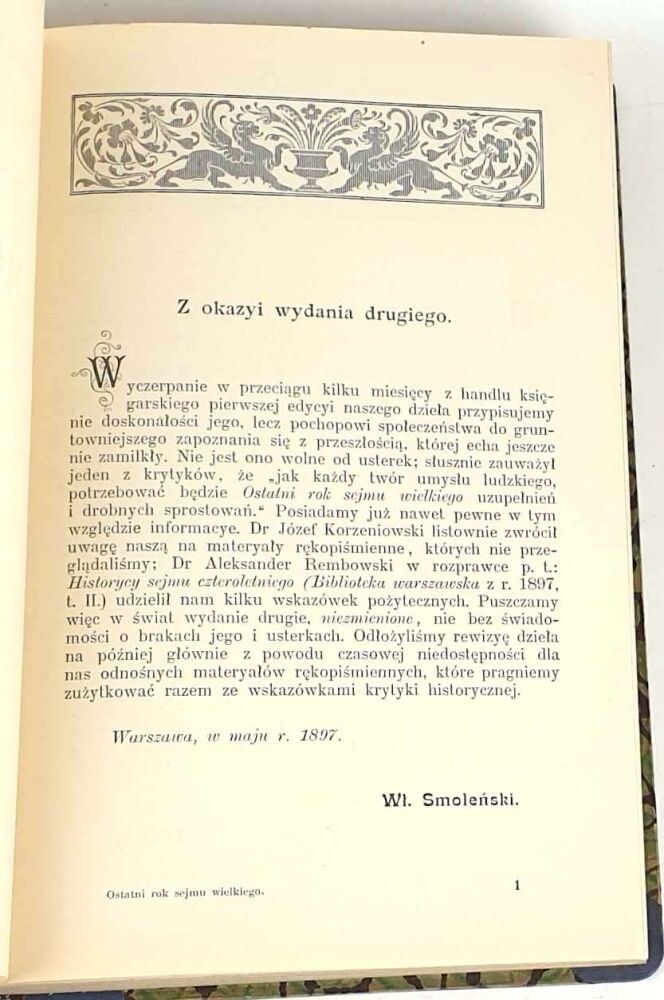 Z okazyi wydania drugiego.
Wyczerpanie w przeciągu kilku miesięcy z handlu księ-
garskiego pierwszej edycyi naszego dzieła przypisujemy
nie doskonałości jego, lecz pochopowi społeczeństwa do grun-
towniejszego zapoznania się z przeszłością, której echa jeszcze
nie zamilkły. Nie jest ono wolne od usterek; słusznie zauważył
jeden z krytyków, że „jak każdy twór umysłu ludzkiego,
potrzebować będzie Ostatni rok sejmu wielkiego uzupełnień
i drobnych sprostowań.“ Posiadamy już nawet pewne w tym
względzie informacye. Dr Józef Korzeniowski listownie zwrócił
uwagę naszą na materyały rękopiśmienne, których nie prze-
glądaliśmy; Dr Aleksander Rembowski w rozprawce p. t.:
Historycy sejmu czteroletniego (Biblioteka warszawska z r. 1897,
t. II.) udzielił nam kilku wskazówek pożytecznych. Puszczamy
więc w świat wydanie drugie, niezmienione, nie bez świado-
mości o brakach jego i usterkach. Odłożyliśmy rewizyę dzieła
na później głównie z powodu czasowej niedostępności dla
nas odnośnych materyałów rękopiśmiennych, które pragniemy
zużytkować razem ze wskazówkami krytyki historycznej.
Warszawa, w maju r. 1897.
Wł. Smoleński.
Ostatni rok sejmu wielkiego.
1